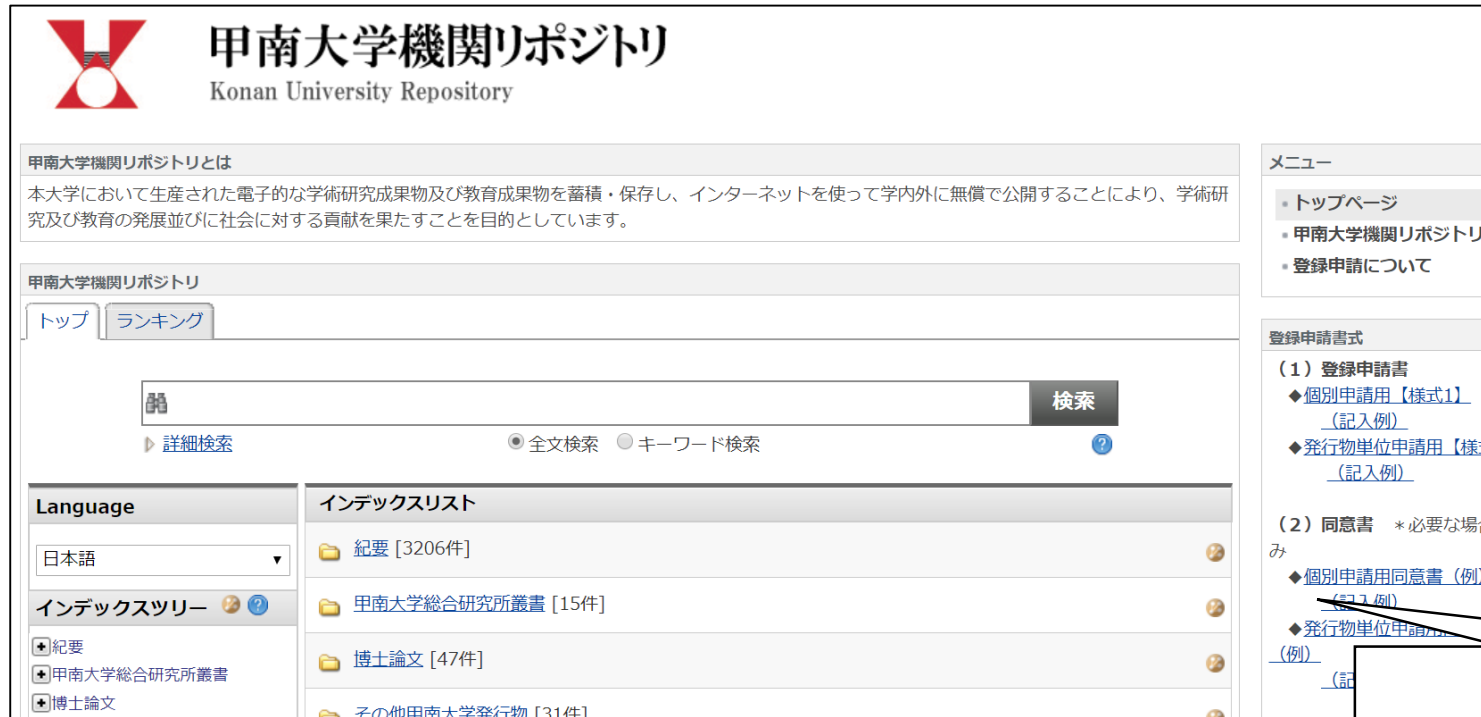 甲南大学機関リポジトリ
Konan University Repository
甲南大学機関リポジトリとは
本大学において生産された電子的な学術研究成果物及び教育成果物を蓄積・保存し、インターネットを使って学内外に無償で公開することにより、学術研
究及び教育の発展並びに社会に対する貢献を果たすことを目的としています。
甲南大学機関リポジトリ
トップ ランキング
検索
詳細検索 全文検索 キーワード検索
Language
日本語
インデックスツリー
紀要
甲南大学総合研究所叢書
博士論文
インデックスリスト
紀要 [3206件]
甲南大学総合研究所叢書 [15件]
博士論文 [47件]
その他甲南大学発行物 [31件]
メニュー
トップページ
甲南大学機関リポジトリ
登録申請について
登録申請書式
（1）登録申請書
◆個別申請用【様式1】
（記入例）
◆発行物単位申請用【様
（記入例）
（2）同意書 ＊必要な場
み
◆個別申請用同意書（例）
（記入例）
◆発行物単位申請用
（例）
（記